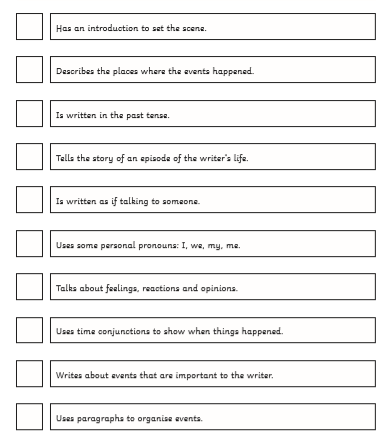 Has an introduction to set the scene.
Describes the places where the events happened.
Is written in the past tense.
Tells the story of an episode of the writer's life.
Is written as if talking to someone.
Uses some personal pronouns: I, we, my, me.
Talks about feelings, reactions and opinions.
Uses time conjunctions to show when things happened.
Writes about events that are important to the writer.
Uses paragraphs to organise events.